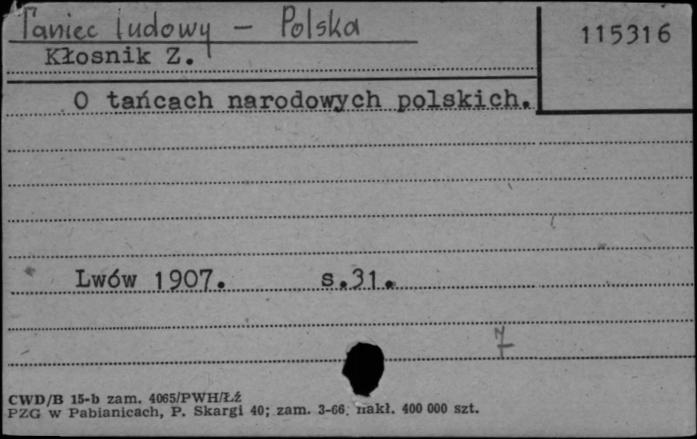 Taniec ludowy - Polska
115316
Kłosnik Z.
O tańcach narodowych polskich.
Lwów 1907. s.31.
7
CWD/B 15-b zam. 4065/PWH/Łź
PZG w Pabianicach, P. Skargi 40; zam. 3-66. nakł. 400 000 szt.